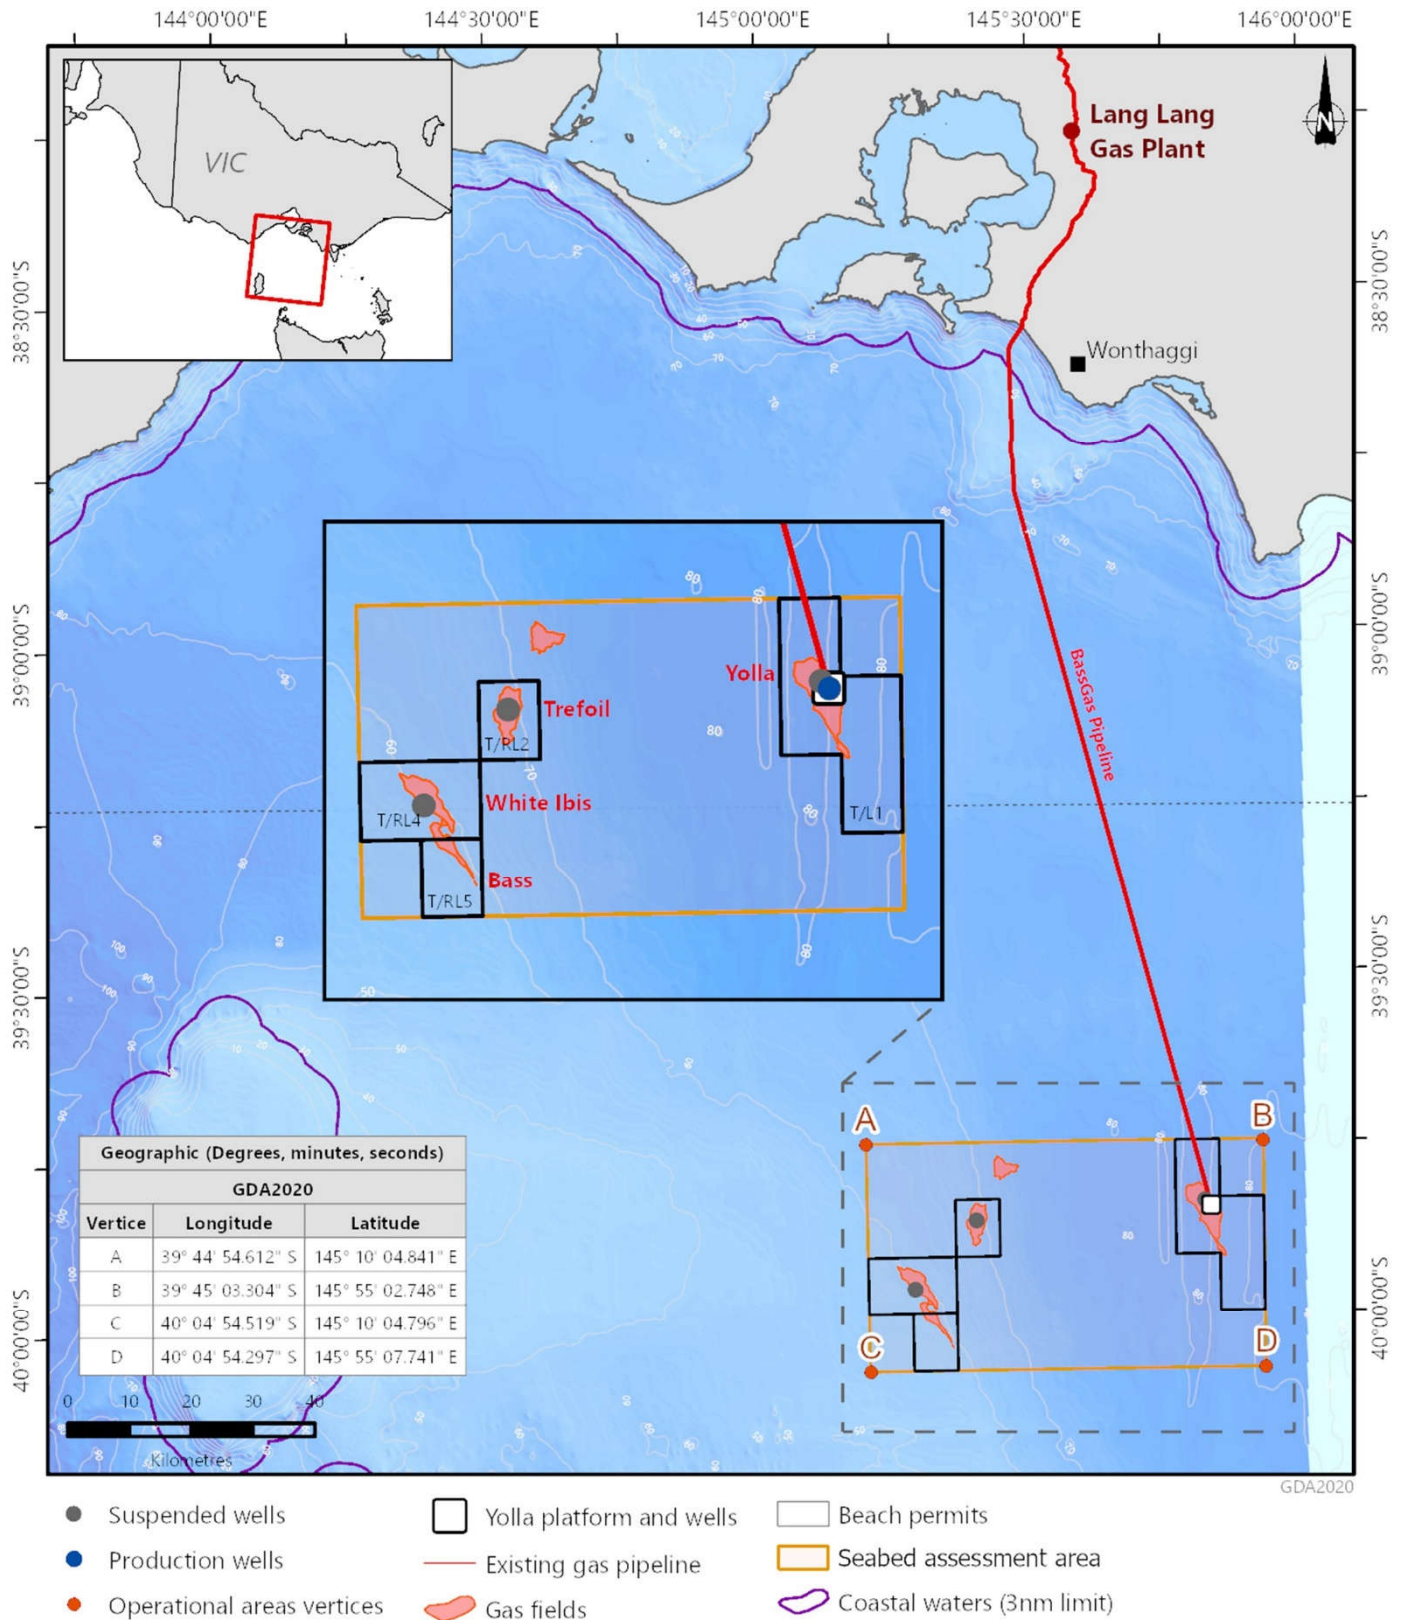 144°00'00"E 144°30'00"E 145°00'00"E 145°30'00"E 146°00'00"E
VIC
N
Lang Lang
Gas Plant
38°30'00"S
38°30'00"S
Wonthaggi
39°00'00"S
39°00'00"S
BassGas Pipeline
Yolla
Trefoil
T/RL2
White Ibis
T/RL4
T/L1
Bass
T/RL5
39°30'00"S
39°30'00"S
A B
C D
Geographic (Degrees, minutes, seconds)
GDA2020
Vertice Longitude Latitude
A 39° 44' 54.612" S 145° 10' 04.841" E
B 39° 45' 03.304" S 145° 55' 02.748" E
C 40° 04' 54.519" S 145° 10' 04.796" E
D 40° 04' 54.297" S 145° 55' 07.741" E
40°00'00"S
40°00'00"S
0 10 20 30 40
Kilometres
GDA2020
Suspended wells Yolla platform and wells Beach permits
Production wells Existing gas pipeline Seabed assessment area
Operational areas vertices Gas fields Coastal waters (3nm limit)